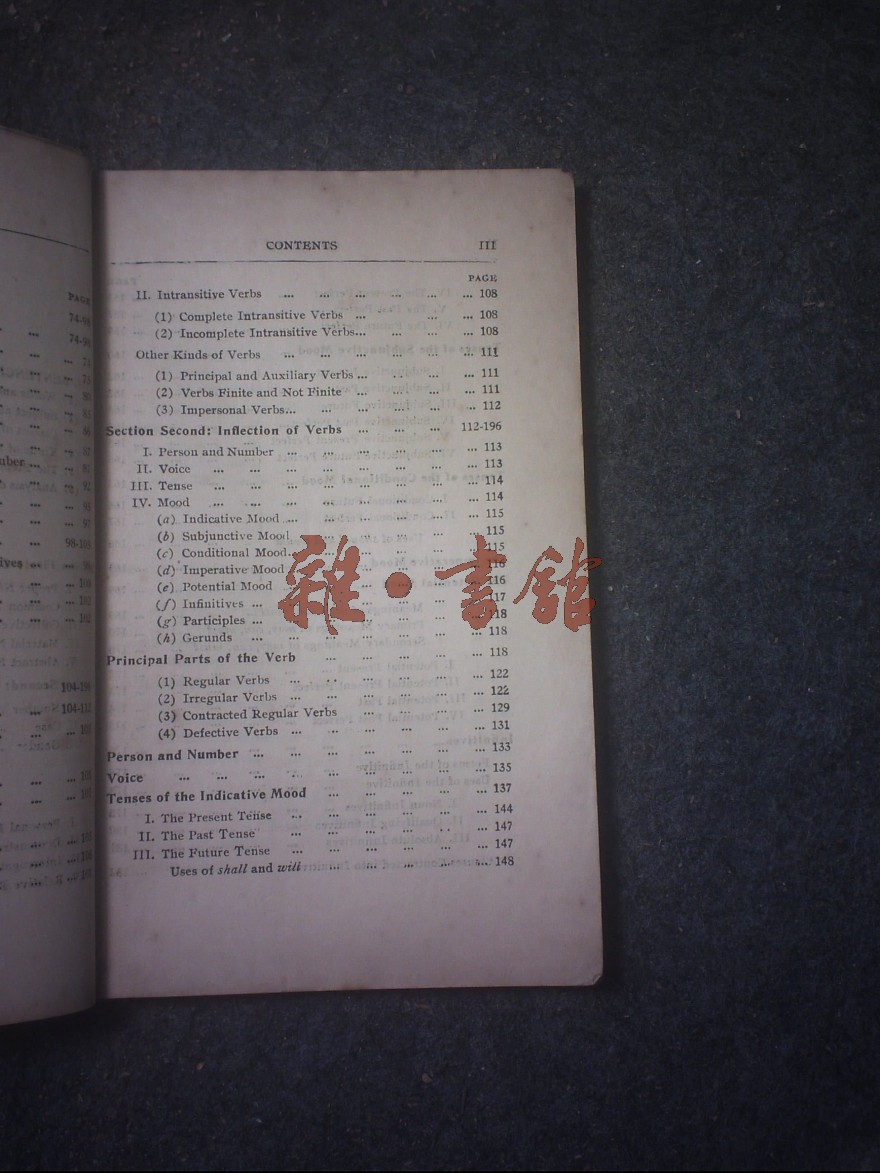 CONTENTS III
PAGE
II. Intransitive Verbs ... ... ... ... ... ... 108
(1) Complete Intransitive Verbs ... ... ... 108
(2) Incomplete Intransitive Verbs... ... ... ... 108
Other Kinds of Verbs ... ... ... ... ... ... 111
(1) Principal and Auxiliary Verbs ... ... ... ... 111
(2) Verbs Finite and Not Finite ... ... ... ... 111
(3) Impersonal Verbs... ... ... ... ... ... 112
Section Second: Inflection of Verbs ... ... ... 112-196
I. Person and Number ... ... ... ... ... ... 113
II. Voice ... ... ... ... ... ... ... ... 113
III. Tense ... ... ... ... ... ... ... ... 114
IV. Mood ... ... ... ... ... ... ... ... 114
(a) Indicative Mood ... ... ... ... ... ... 115
(b) Subjunctive Mood ... ... ... ... ... 115
(c) Conditional Mood... ... ... ... ... 115
(d) Imperative Mood ... ... ... ... ... 116
(e) Potential Mood ... ... ... ... ... ... 116
(f) Infinitives ... ... ... ... ... ... ... 117
(g) Participles ... ... ... ... ... ... ... 118
(h) Gerunds ... ... ... ... ... ... ... 118
Principal Parts of the Verb ... ... ... ... ... 118
(1) Regular Verbs ... ... ... ... ... ... 122
(2) Irregular Verbs ... ... ... ... ... ... 122
(3) Contracted Regular Verbs ... ... ... ... 129
(4) Defective Verbs ... ... ... ... ... ... 131
Person and Number ... ... ... ... ... ... ... 133
Voice ... ... ... ... ... ... ... ... ... 135
Tenses of the Indicative Mood ... ... ... ... ... 137
I. The Present Tense ... ... ... ... ... ... 144
II. The Past Tense ... ... ... ... ... ... 147
III. The Future Tense ... ... ... ... ... ... 147
Uses of shall and will ... ... ... ... ... 148
雜·書館
PAGE